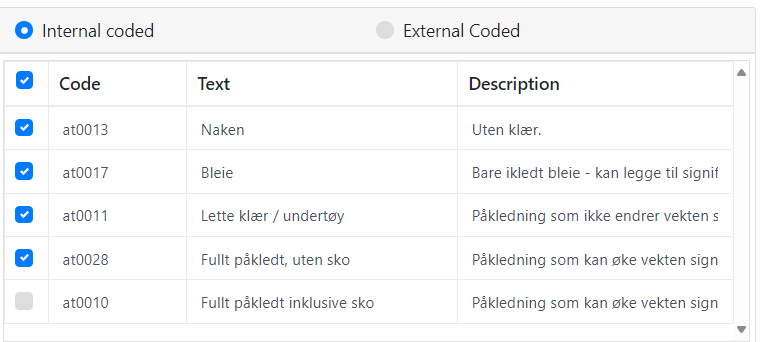 Internal coded External Coded
Code Text Description
at0013 Naken Uten klær.
at0017 Bleie Bare ikledt bleie - kan legge til signif
at0011 Lette klær / undertøy Påkledning som ikke endrer vekten s
at0028 Fullt påkledt, uten sko Påkledning som kan øke vekten sign
at0010 Fullt påkledt inklusive sko Påkledning som kan øke vekten sign